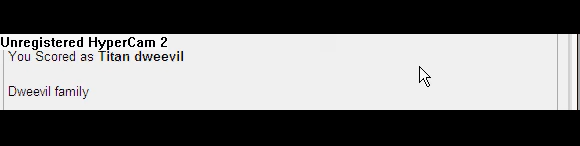 Unregistered HyperCam 2
You Scored as Titan dweevil
Dweevil family